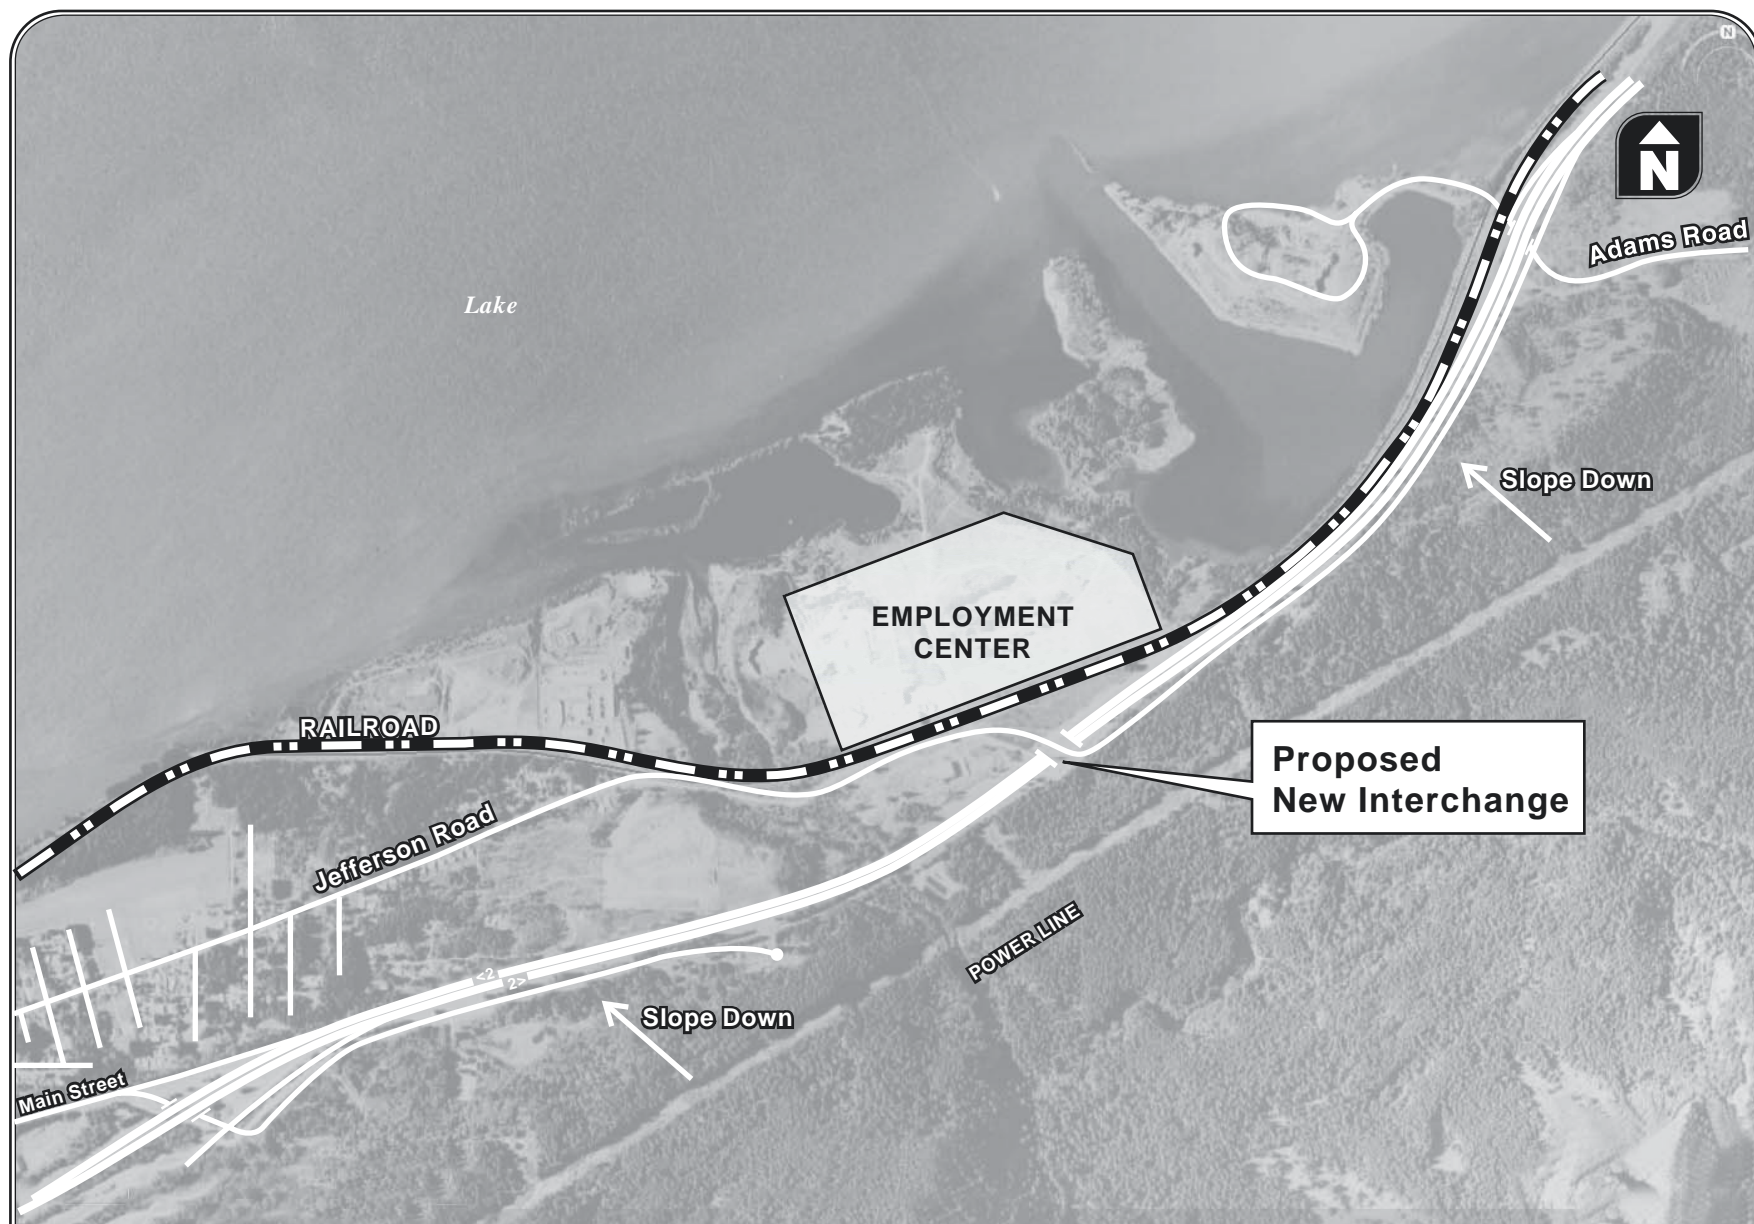 N
N
Adams Road
Lake
Slope Down
EMPLOYMENT
CENTER
RAILROAD
Proposed
New Interchange
Jefferson Road
POWER LINE
<2
2>
Slope Down
Main Street